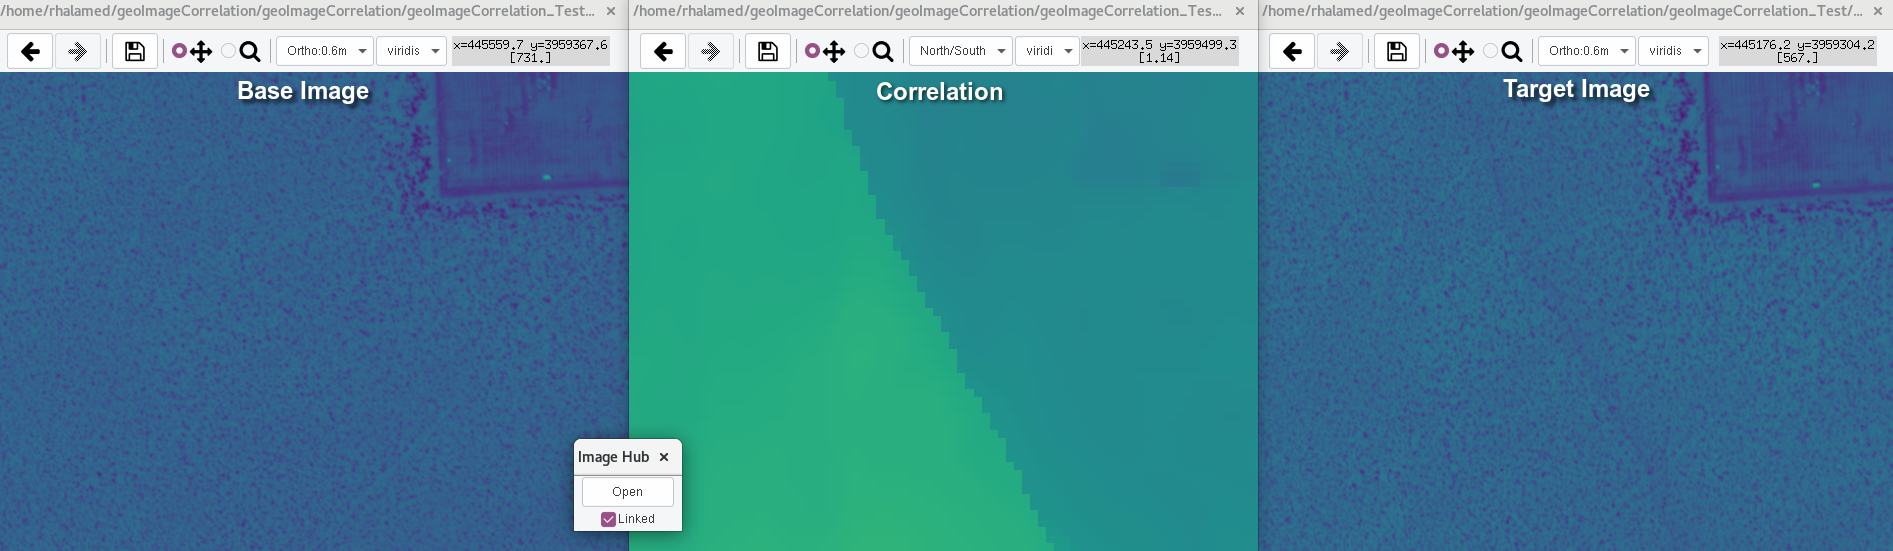 /home/rhalamed/geoImageCorrelation/geoImageCorrelation/geoImageCorrelation_Test...
Ortho:0.6m
viridis
x=445559.7 y=3959367.6
[731.]
Base Image
/home/rhalamed/geoImageCorrelation/geoImageCorrelation/geoImageCorrelation_Tes...
North/South
viridi
x=445243.5 y=3959499.3
[1.14]
Correlation
/home/rhalamed/geoImageCorrelation/geoImageCorrelation/geoImageCorrelation_Test/...
Ortho:0.6m
viridis
x=445176.2 y=3959304.2
[567.]
Target Image
Image Hub
Open
Linked